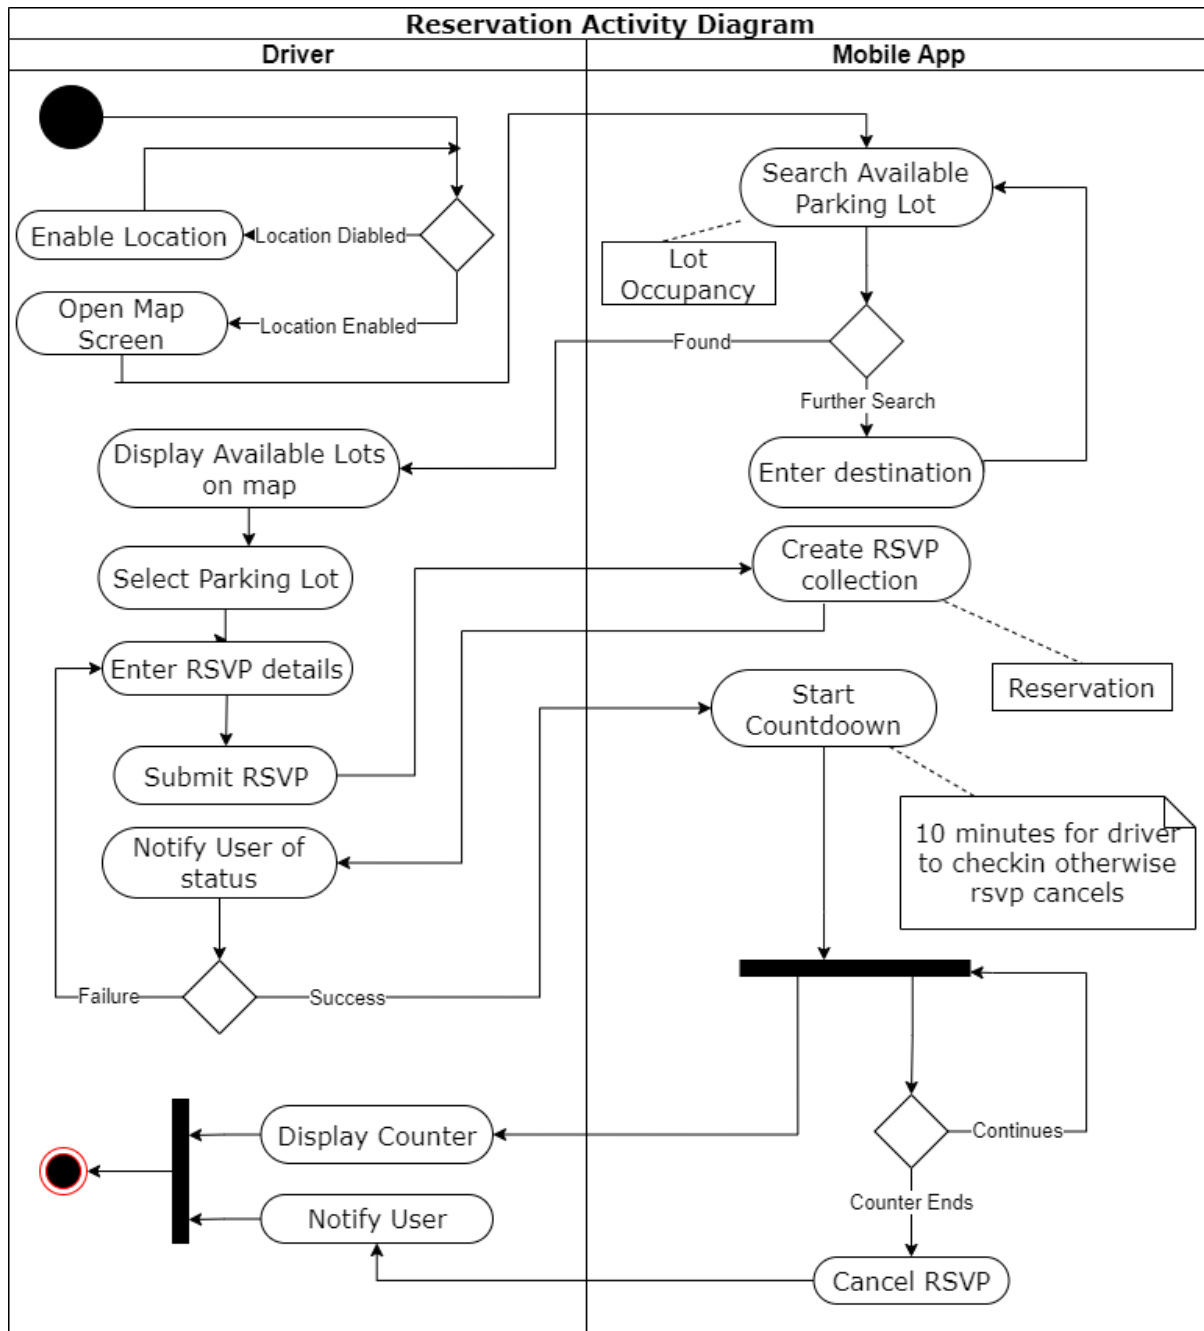 Reservation Activity Diagram
Driver
Mobile App
Search Available
Parking Lot
Enable Location
Location Diabled
Lot
Occupancy
Open Map
Screen
Location Enabled
Found
Further Search
Display Available Lots
on map
Enter destination
Create RSVP
collection
Select Parking Lot
Enter RSVP details
Reservation
Start
Countdoown
Submit RSVP
10 minutes for driver
to checkin otherwise
rsvp cancels
Notify User of
status
Failure
Success
Display Counter
Continues
Counter Ends
Notify User
Cancel RSVP